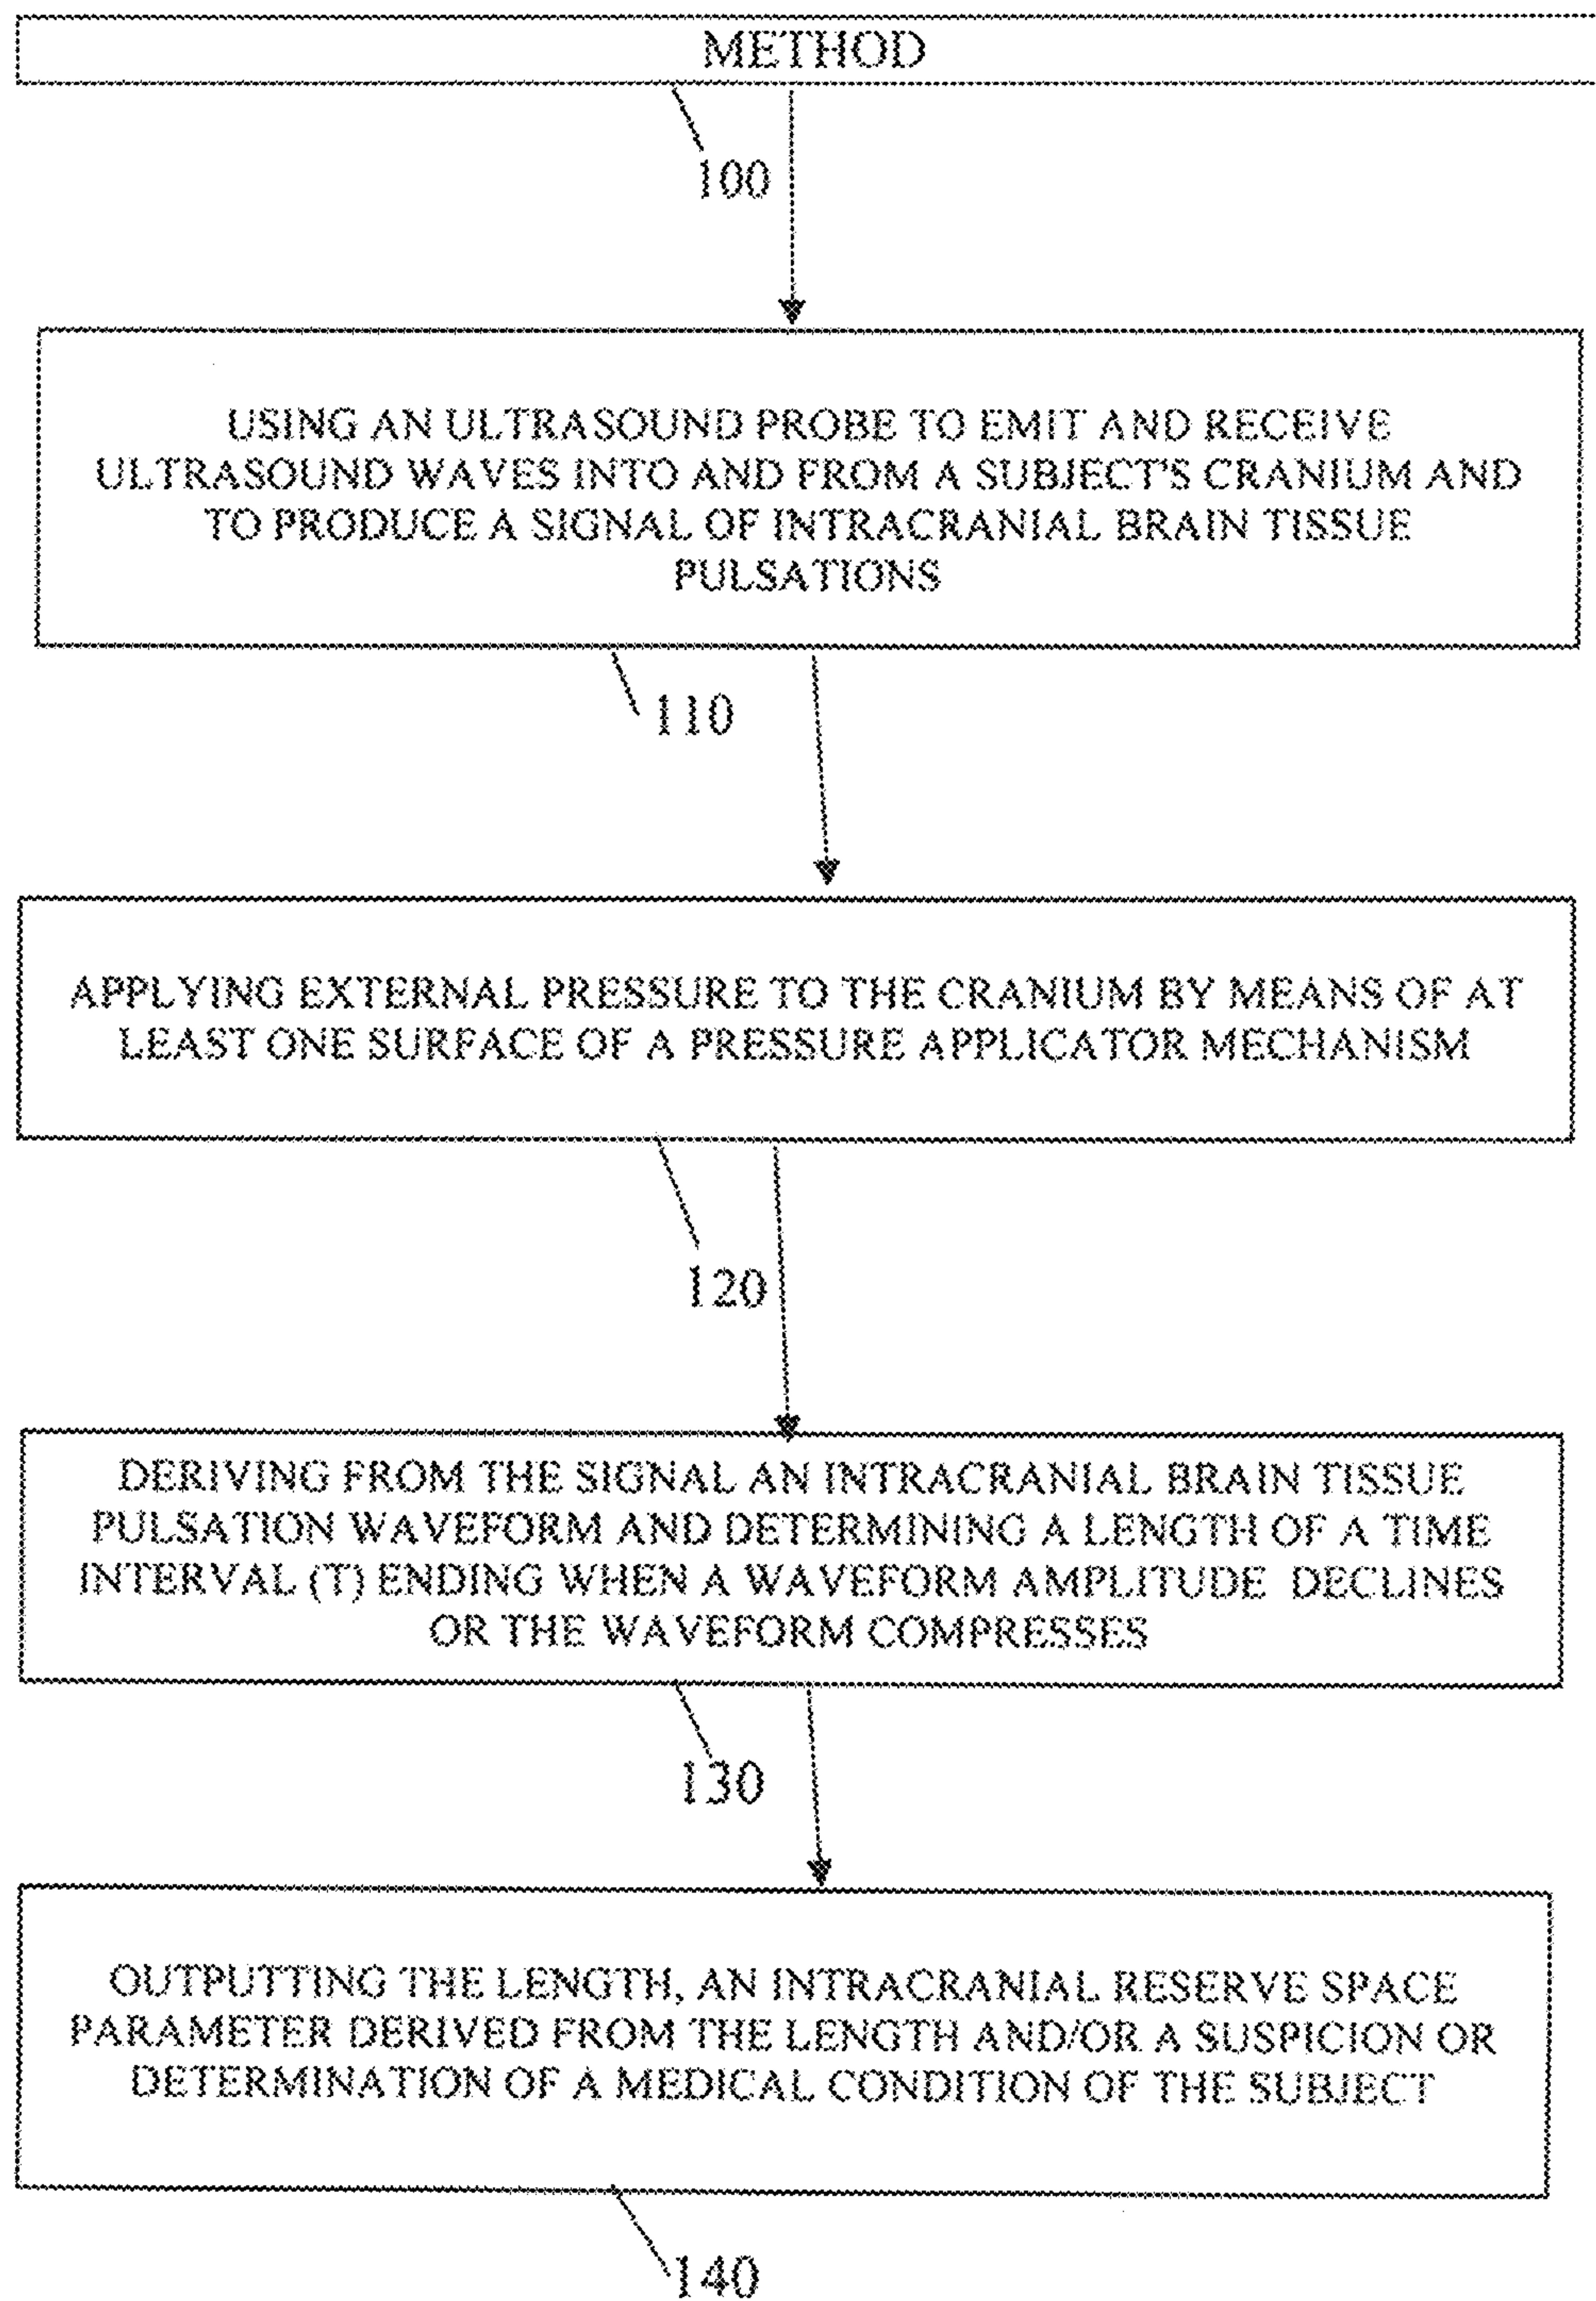 METHOD
100
USING AN ULTRASOUND PROBE TO EMIT AND RECEIVE
ULTRASOUND WAVES INTO AND FROM A SUBJECT'S CRANIUM AND
TO PRODUCE A SIGNAL OF INTRACRANIAL BRAIN TISSUE
PULSATIONS
110
APPLYING EXTERNAL PRESSURE TO THE CRANIUM BY MEANS OF AT
LEAST ONE SURFACE OF A PRESSURE APPLICATOR MECHANISM
120
DERIVING FROM THE SIGNAL AN INTRACRANIAL BRAIN TISSUE
PULSATION WAVEFORM AND DETERMINING A LENGTH OF A TIME
INTERVAL (T) ENDING WHEN A WAVEFORM AMPLITUDE DECLINES
OR THE WAVEFORM COMPRESSES
130
OUTPUTTING THE LENGTH, AN INTRACRANIAL RESERVE SPACE
PARAMETER DERIVED FROM THE LENGTH AND/OR A SUSPICION OR
DETERMINATION OF A MEDICAL CONDITION OF THE SUBJECT
140